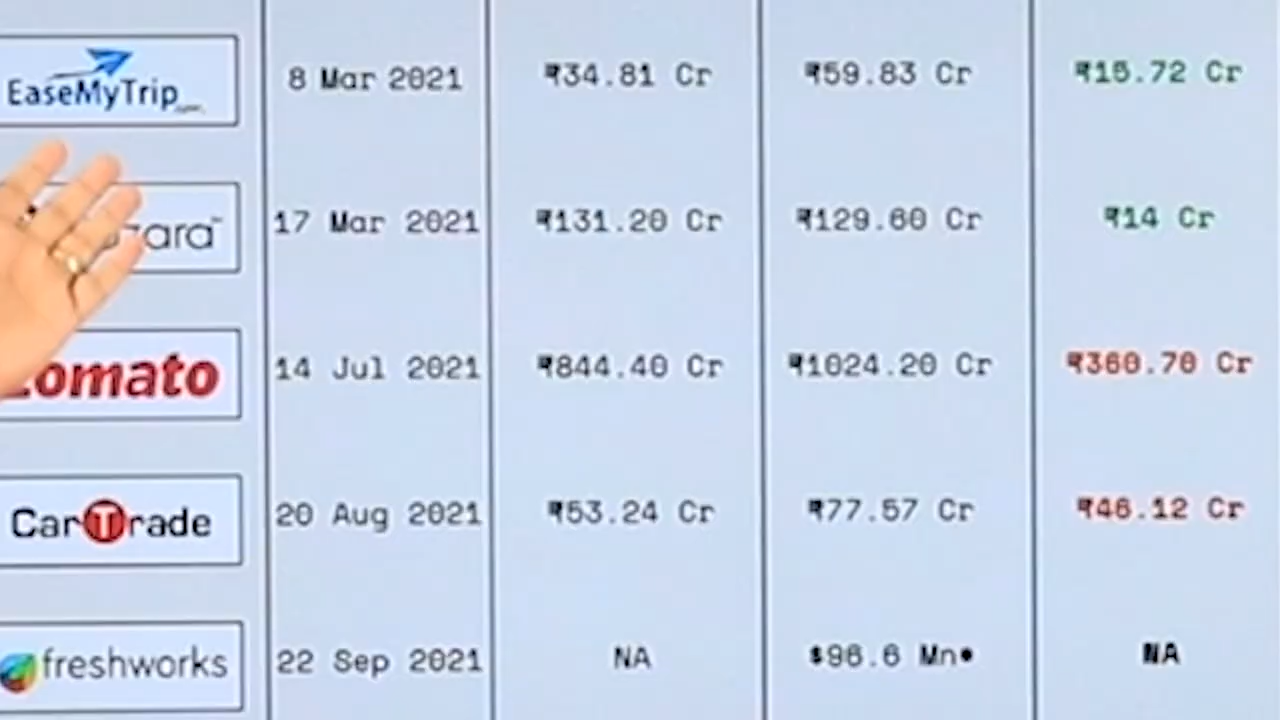 EaseMyTrip.com 8 Mar 2021 ₹34.81 Cr ₹59.83 Cr ₹15.72 Cr
zara™ 17 Mar 2021 ₹131.20 Cr ₹129.60 Cr ₹14 Cr
zomato 14 Jul 2021 ₹844.40 Cr ₹1024.20 Cr ₹360.70 Cr
CarTrade 20 Aug 2021 ₹53.24 Cr ₹77.57 Cr ₹46.12 Cr
freshworks 22 Sep 2021 NA $96.6 Mn• NA